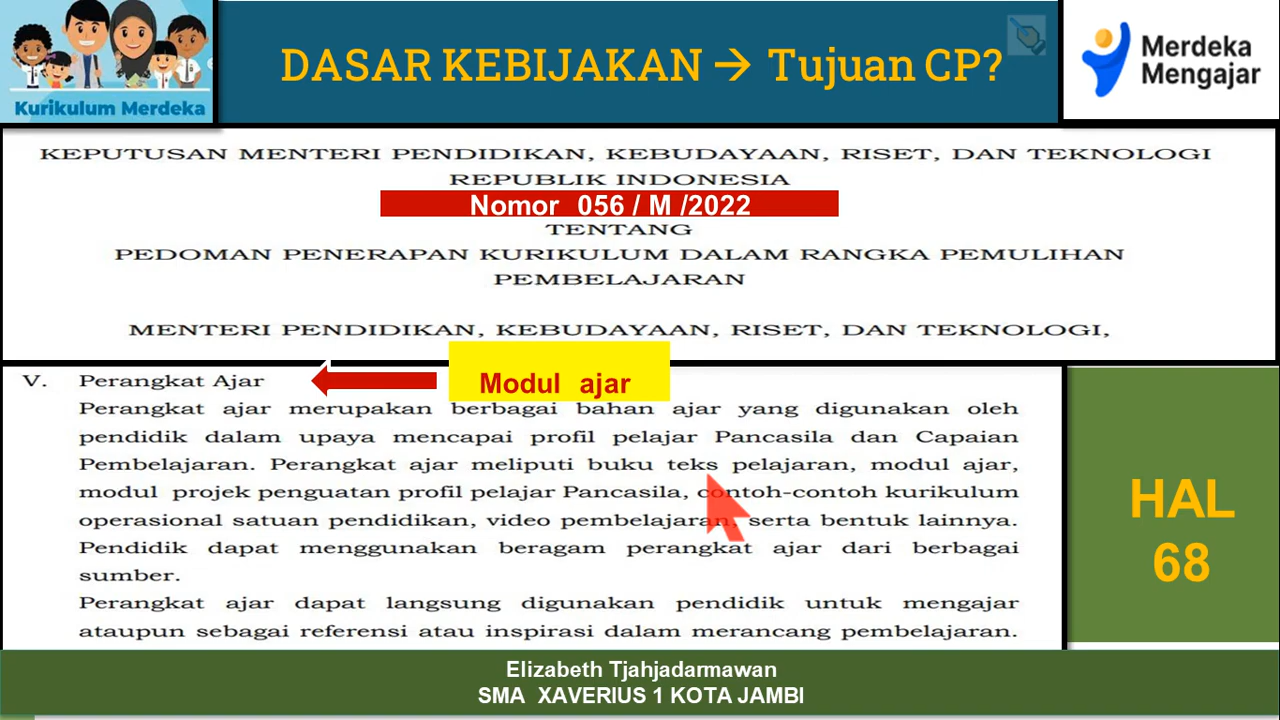 Kurikulum Merdeka
DASAR KEBIJAKAN → Tujuan CP?
Merdeka
Mengajar
KEPUTUSAN MENTERI PENDIDIKAN, KEBUDAYAAN, RISET, DAN TEKNOLOGI
REPUBLIK INDONESIA
Nomor 056 / M /2022
TENTANG
PEDOMAN PENERAPAN KURIKULUM DALAM RANGKA PEMULIHAN
PEMBELAJARAN
MENTERI PENDIDIKAN, KEBUDAYAAN, RISET, DAN TEKNOLOGI,
V. Perangkat Ajar
Modul ajar
Perangkat ajar merupakan berbagai bahan ajar yang digunakan oleh
pendidik dalam upaya mencapai profil pelajar Pancasila dan Capaian
Pembelajaran. Perangkat ajar meliputi buku teks pelajaran, modul ajar,
modul projek penguatan profil pelajar Pancasila, contoh-contoh kurikulum
operasional satuan pendidikan, video pembelajaran, serta bentuk lainnya.
Pendidik dapat menggunakan beragam perangkat ajar dari berbagai
sumber.
Perangkat ajar dapat langsung digunakan pendidik untuk mengajar
ataupun sebagai referensi atau inspirasi dalam merancang pembelajaran.
HAL
68
Elizabeth Tjahjadarmawan
SMA XAVERIUS 1 KOTA JAMBI